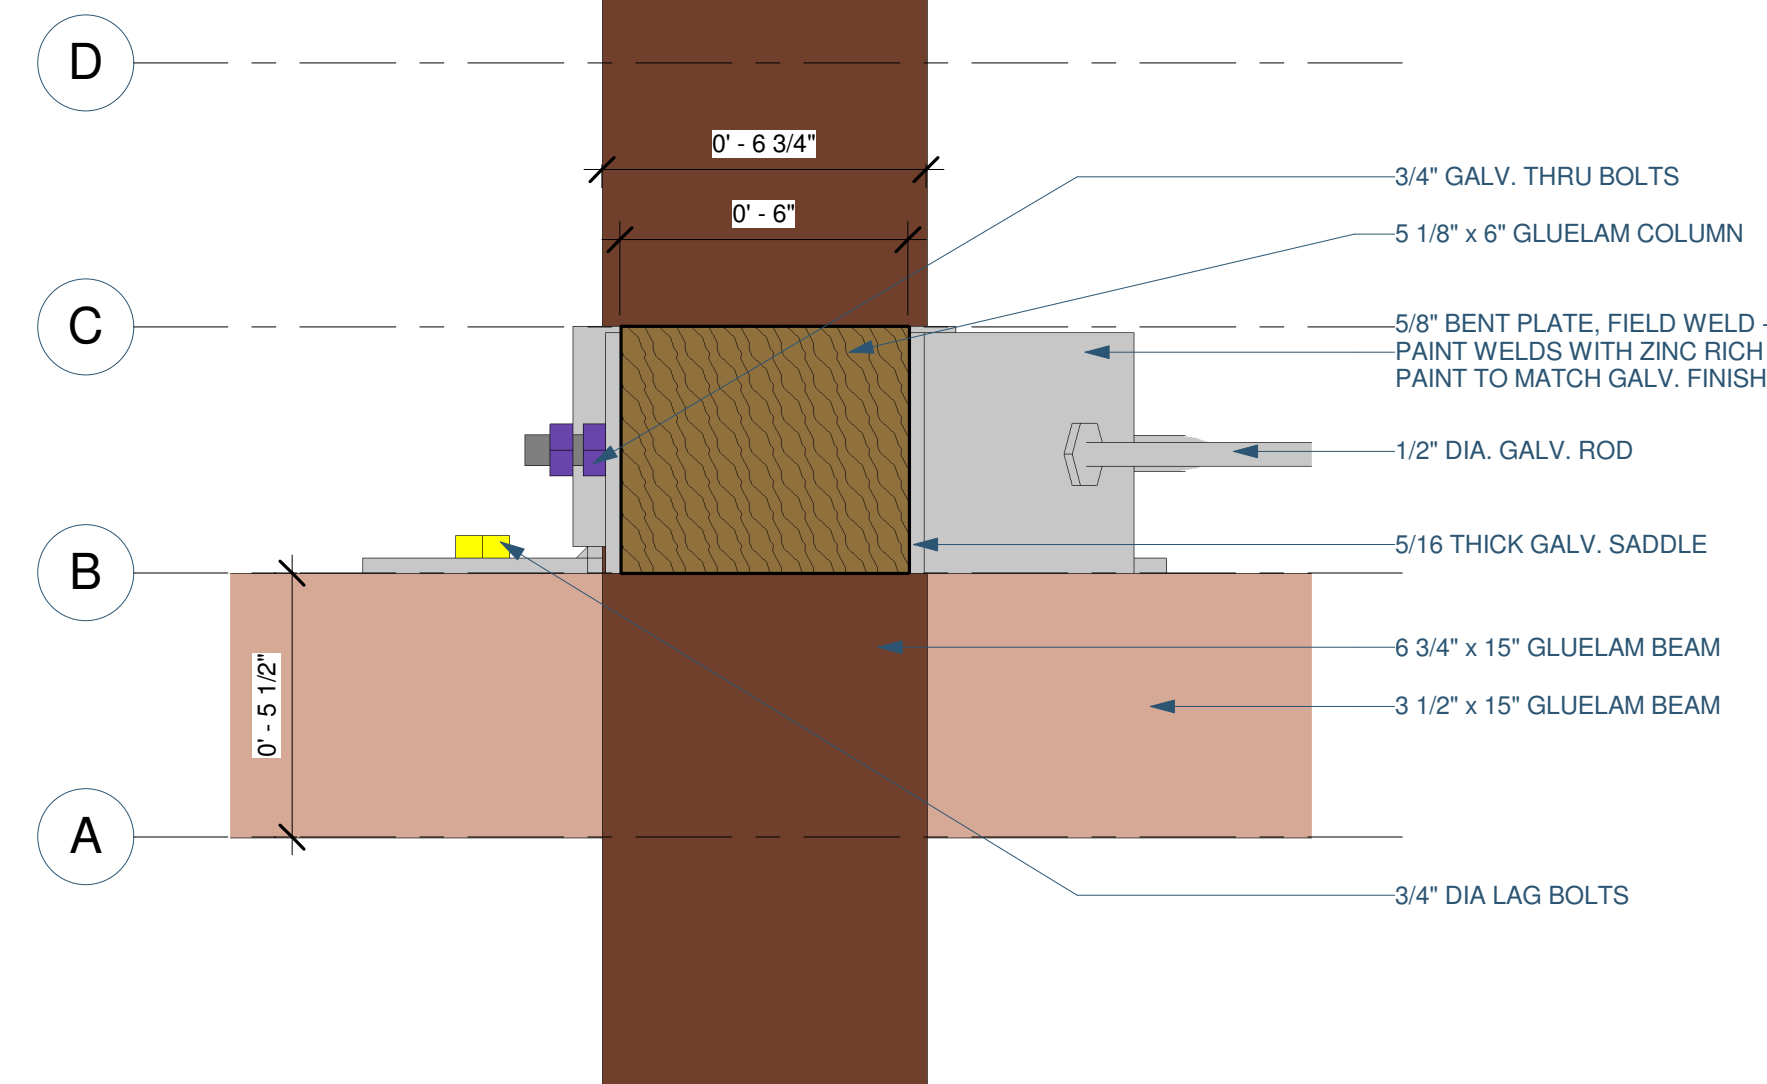 D
0' - 6 3/4"
3/4" GALV. THRU BOLTS
0' - 6"
5 1/8" x 6" GLUELAM COLUMN
C
5/8" BENT PLATE, FIELD WELD -
PAINT WELDS WITH ZINC RICH
PAINT TO MATCH GALV. FINISH
1/2" DIA. GALV. ROD
5/16 THICK GALV. SADDLE
B
6 3/4" x 15" GLUELAM BEAM
0' - 5 1/2"
3 1/2" x 15" GLUELAM BEAM
A
3/4" DIA LAG BOLTS